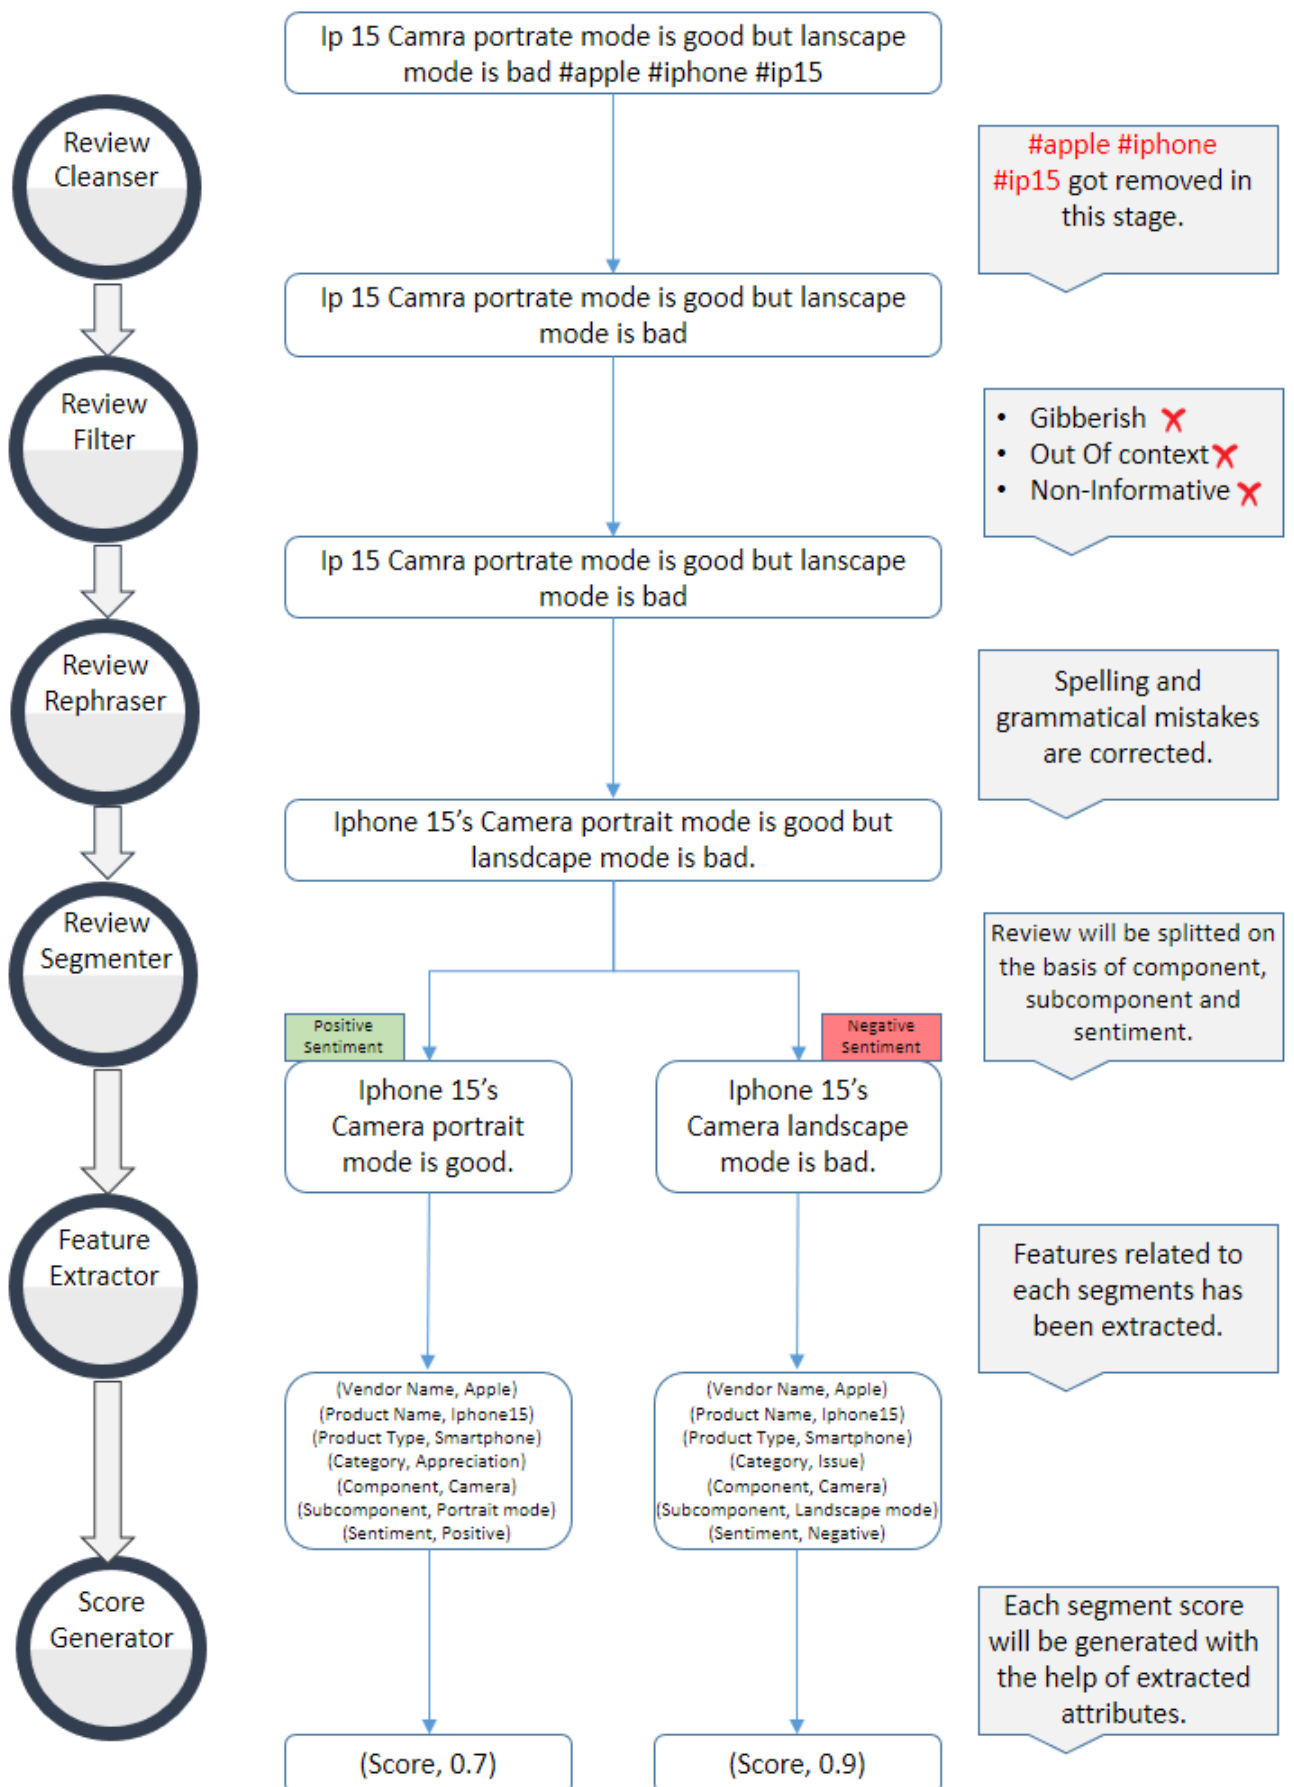 Ip 15 Camra portrate mode is good but lanscape
mode is bad #apple #iphone #ip15
Review
Cleanser
#apple #iphone
#ip15 got removed in
this stage.
Ip 15 Camra portrate mode is good but lanscape
mode is bad
Review
Filter
• Gibberish
• Out Of context
• Non-Informative
Ip 15 Camra portrate mode is good but lanscape
mode is bad
Review
Rephraser
Spelling and
grammatical mistakes
are corrected.
Iphone 15’s Camera portrait mode is good but
lansdcape mode is bad.
Review
Segmenter
Review will be splitted on
the basis of component,
subcomponent and
sentiment.
Positive
Sentiment
Negative
Sentiment
Iphone 15’s
Camera portrait
mode is good.
Iphone 15’s
Camera landscape
mode is bad.
Feature
Extractor
Features related to
each segments has
been extracted.
(Vendor Name, Apple)
(Product Name, Iphone15)
(Product Type, Smartphone)
(Category, Appreciation)
(Component, Camera)
(Subcomponent, Portrait mode)
(Sentiment, Positive)
(Vendor Name, Apple)
(Product Name, Iphone15)
(Product Type, Smartphone)
(Category, Issue)
(Component, Camera)
(Subcomponent, Landscape mode)
(Sentiment, Negative)
Score
Generator
Each segment score
will be generated with
the help of extracted
attributes.
(Score, 0.7)
(Score, 0.9)